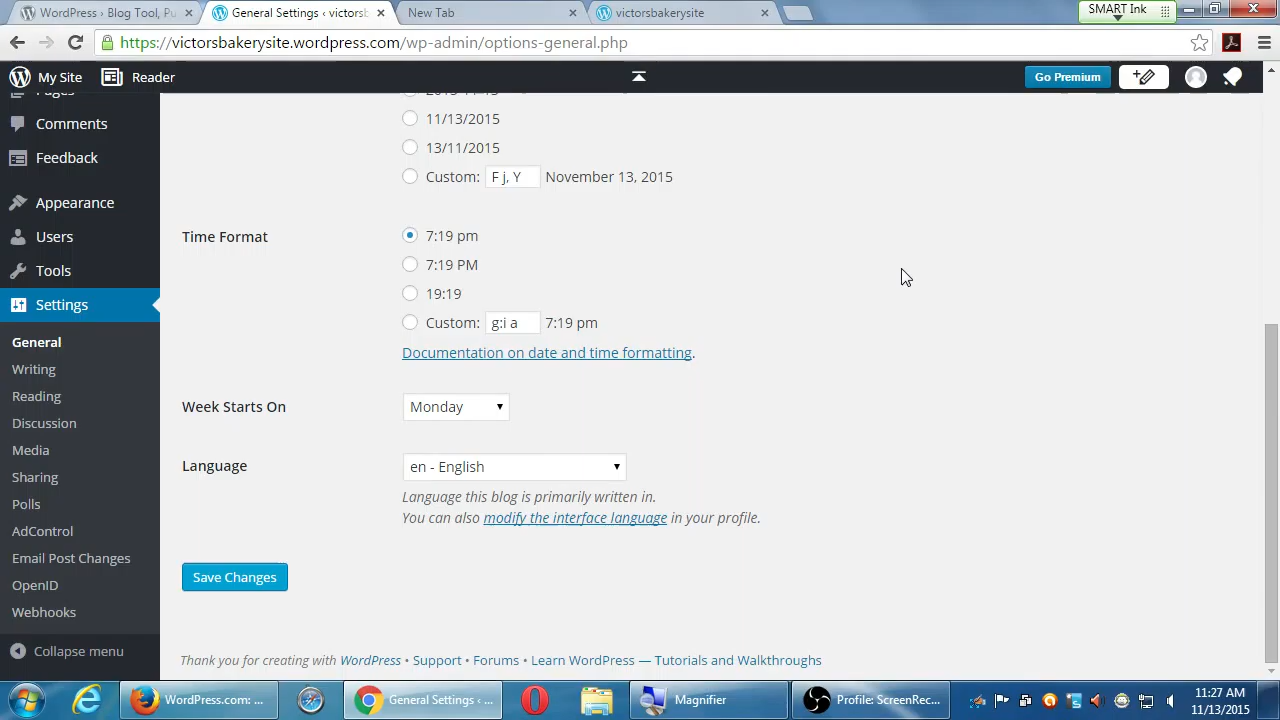 WordPress › Blog Tool, Pu
General Settings ‹ victorsb
New Tab
victorsbakerysite
SMART Ink
https://victorsbakerysite.wordpress.com/wp-admin/options-general.php
My Site
Reader
Go Premium
Pages
Comments
Feedback
Appearance
Users
Tools
Settings
General
Writing
Reading
Discussion
Media
Sharing
Polls
AdControl
Email Post Changes
OpenID
Webhooks
Collapse menu
11/13/2015
13/11/2015
Custom: F j, Y November 13, 2015
Time Format
7:19 pm
7:19 PM
19:19
Custom: g:i a 7:19 pm
Documentation on date and time formatting.
Week Starts On
Monday
Language
en - English
Language this blog is primarily written in.
You can also modify the interface language in your profile.
Save Changes
Thank you for creating with WordPress • Support • Forums • Learn WordPress — Tutorials and Walkthroughs
WordPress.com: ...
General Settings ‹ ...
Magnifier
Profile: ScreenRec...
11:27 AM
11/13/2015